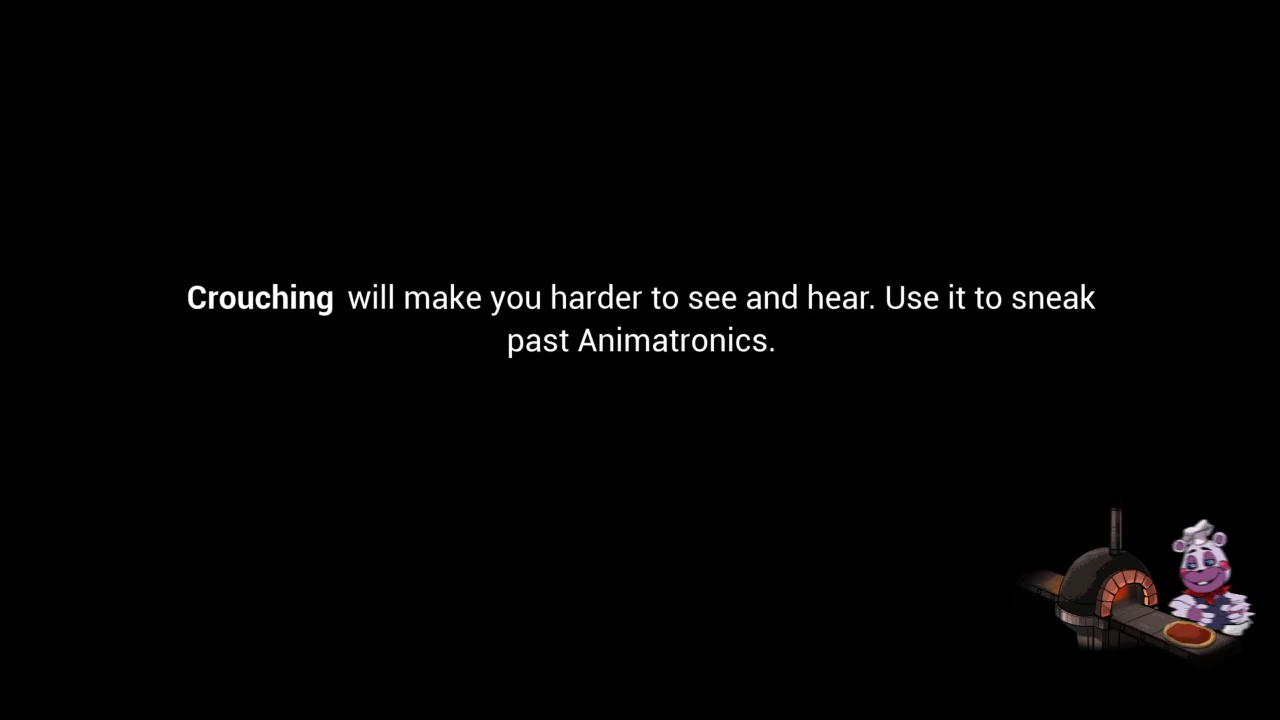 Crouching will make you harder to see and hear. Use it to sneak
past Animatronics.